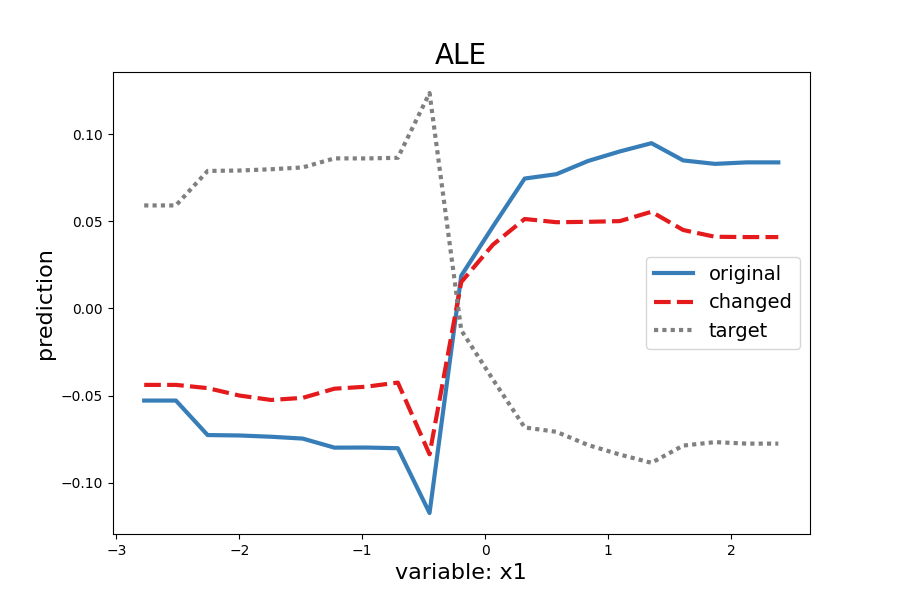 ALE
prediction
0.10
0.05
0.00
−0.05
−0.10
original
changed
target
−3
−2
−1
0
1
2
variable: x1